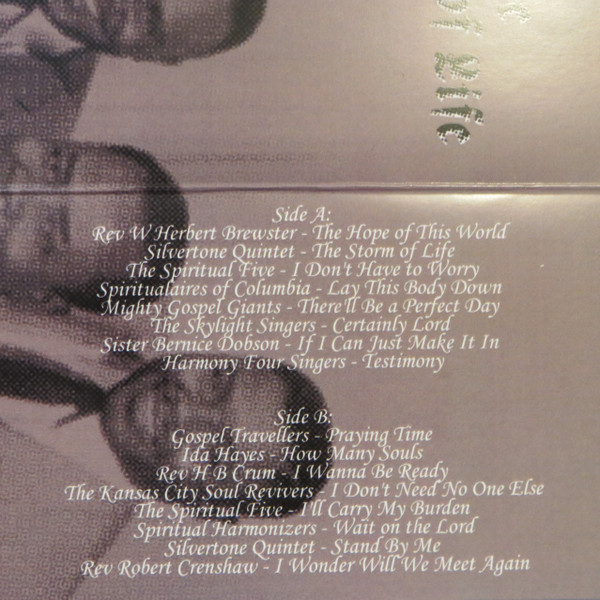 of Life
Side A:
Rev W Herbert Brewster - The Hope of This World
Silvertone Quintet - The Storm of Life
The Spiritual Five - I Don't Have to Worry
Spiritualaires of Columbia - Lay This Body Down
Mighty Gospel Giants - There'll Be a Perfect Day
The Skylight Singers - Certainly Lord
Sister Bernice Dobson - If I Can Just Make It In
Harmony Four Singers - Testimony
Side B:
Gospel Travellers - Praying Time
Ida Hayes - How Many Souls
Rev H B Crum - I Wanna Be Ready
The Kansas City Soul Revivers - I Don't Need No One Else
The Spiritual Five - I'll Carry My Burden
Spiritual Harmonizers - Wait on the Lord
Silvertone Quintet - Stand By Me
Rev Robert Crenshaw - I Wonder Will We Meet Again